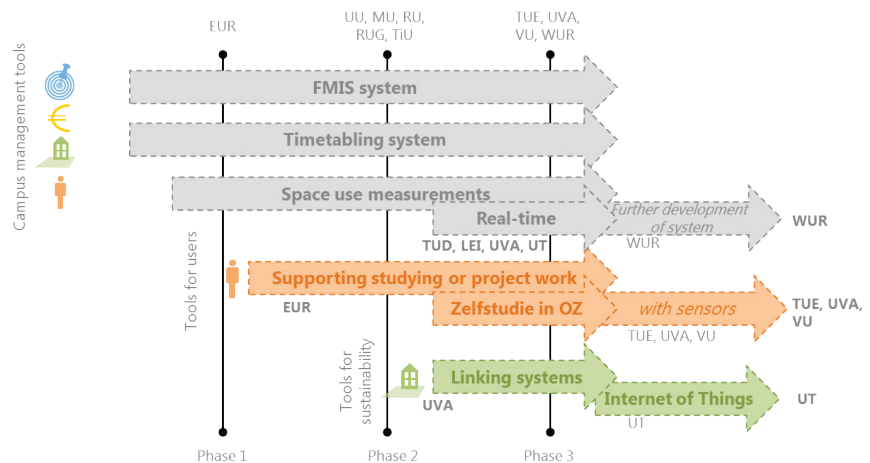 EUR
UU, MU, RU,
RUG, TiU
TUE, UVA,
VU, WUR
Campus management tools
FMIS system
Timetabling system
Space use measurements
Real-time
Further development
of system
WUR
WUR
TUD, LEI, UVA, UT
Tools for users
Supporting studying or project work
EUR
Zelfstudie in OZ
with sensors
TUE, UVA,
VU
TUE, UVA, VU
Tools for
sustainability
Linking systems
UVA
Internet of Things
UT
UT
Phase 1
Phase 2
Phase 3